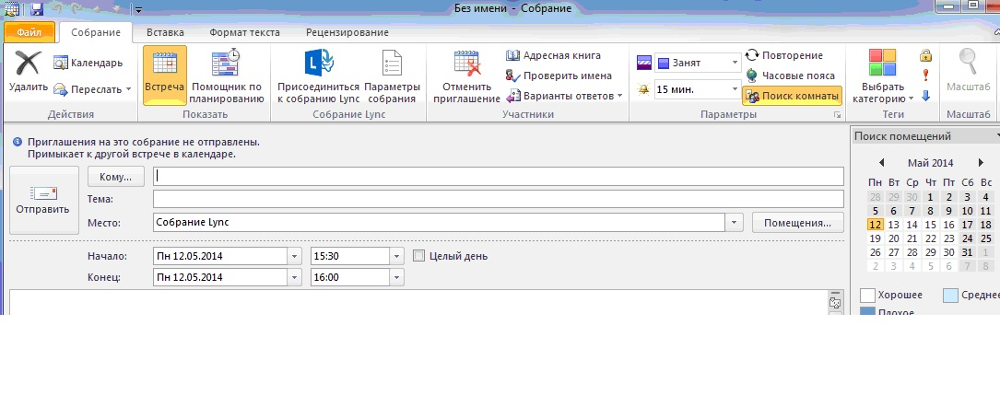 Без имени - Собрание
Файл Собрание Вставка Формат текста Рецензирование
Удалить
Календарь
Переслать
Действия
Встреча
Помощник по
планированию
Показать
Присоединиться
к собранию Lync
Параметры
собрания
Собрание Lync
Отменить
приглашение
Адресная книга
Проверить имена
Варианты ответов
Участники
Занят
15 мин.
Повторение
Часовые пояса
Поиск комнаты
Параметры
Выбрать
категорию
Теги
Масштаб
Масштаб
Приглашения на это собрание не отправлены.
Примыкает к другой встрече в календаре.
Отправить
Кому...
Тема:
Место: Собрание Lync Помещения...
Начало: Пн 12.05.2014 15:30 Целый день
Конец: Пн 12.05.2014 16:00
Поиск помещений
Май 2014
Пн Вт Ср Чт Пт Сб Вс
28 29 30 1 2 3 4
5 6 7 8 9 10 11
12 13 14 15 16 17 18
19 20 21 22 23 24 25
26 27 28 29 30 31 1
2 3 4 5 6 7 8
Хорошее Среднее
Плохое